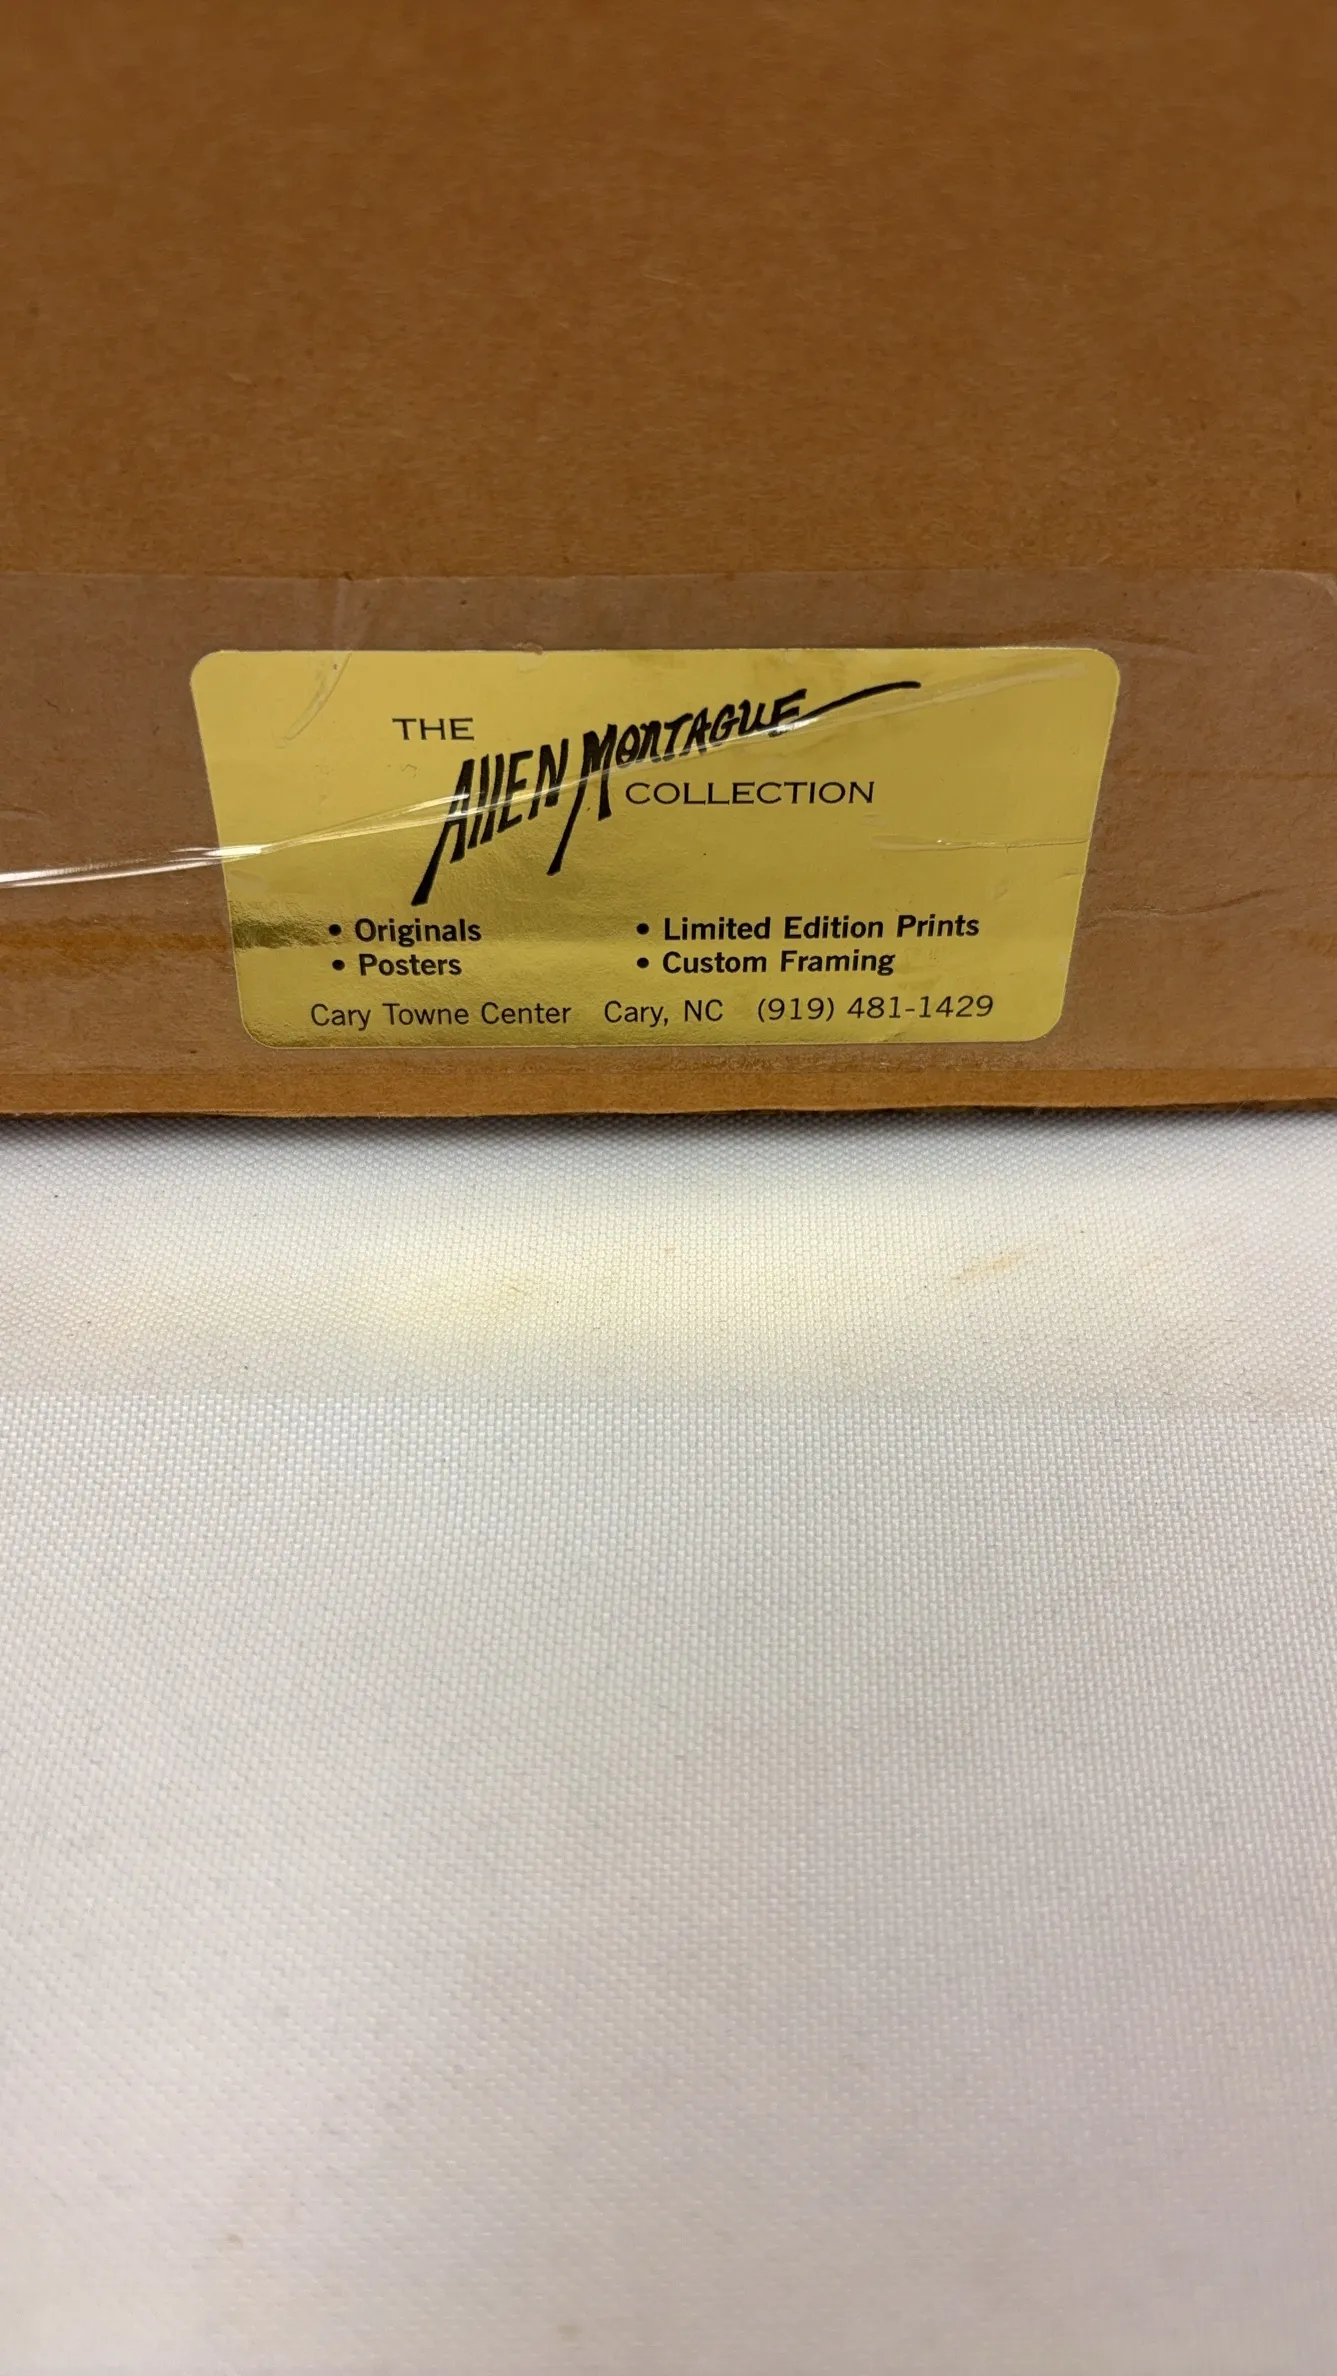 THE
Allen Montague
COLLECTION
• Originals • Limited Edition Prints
• Posters • Custom Framing
Cary Towne Center Cary, NC (919) 481-1429